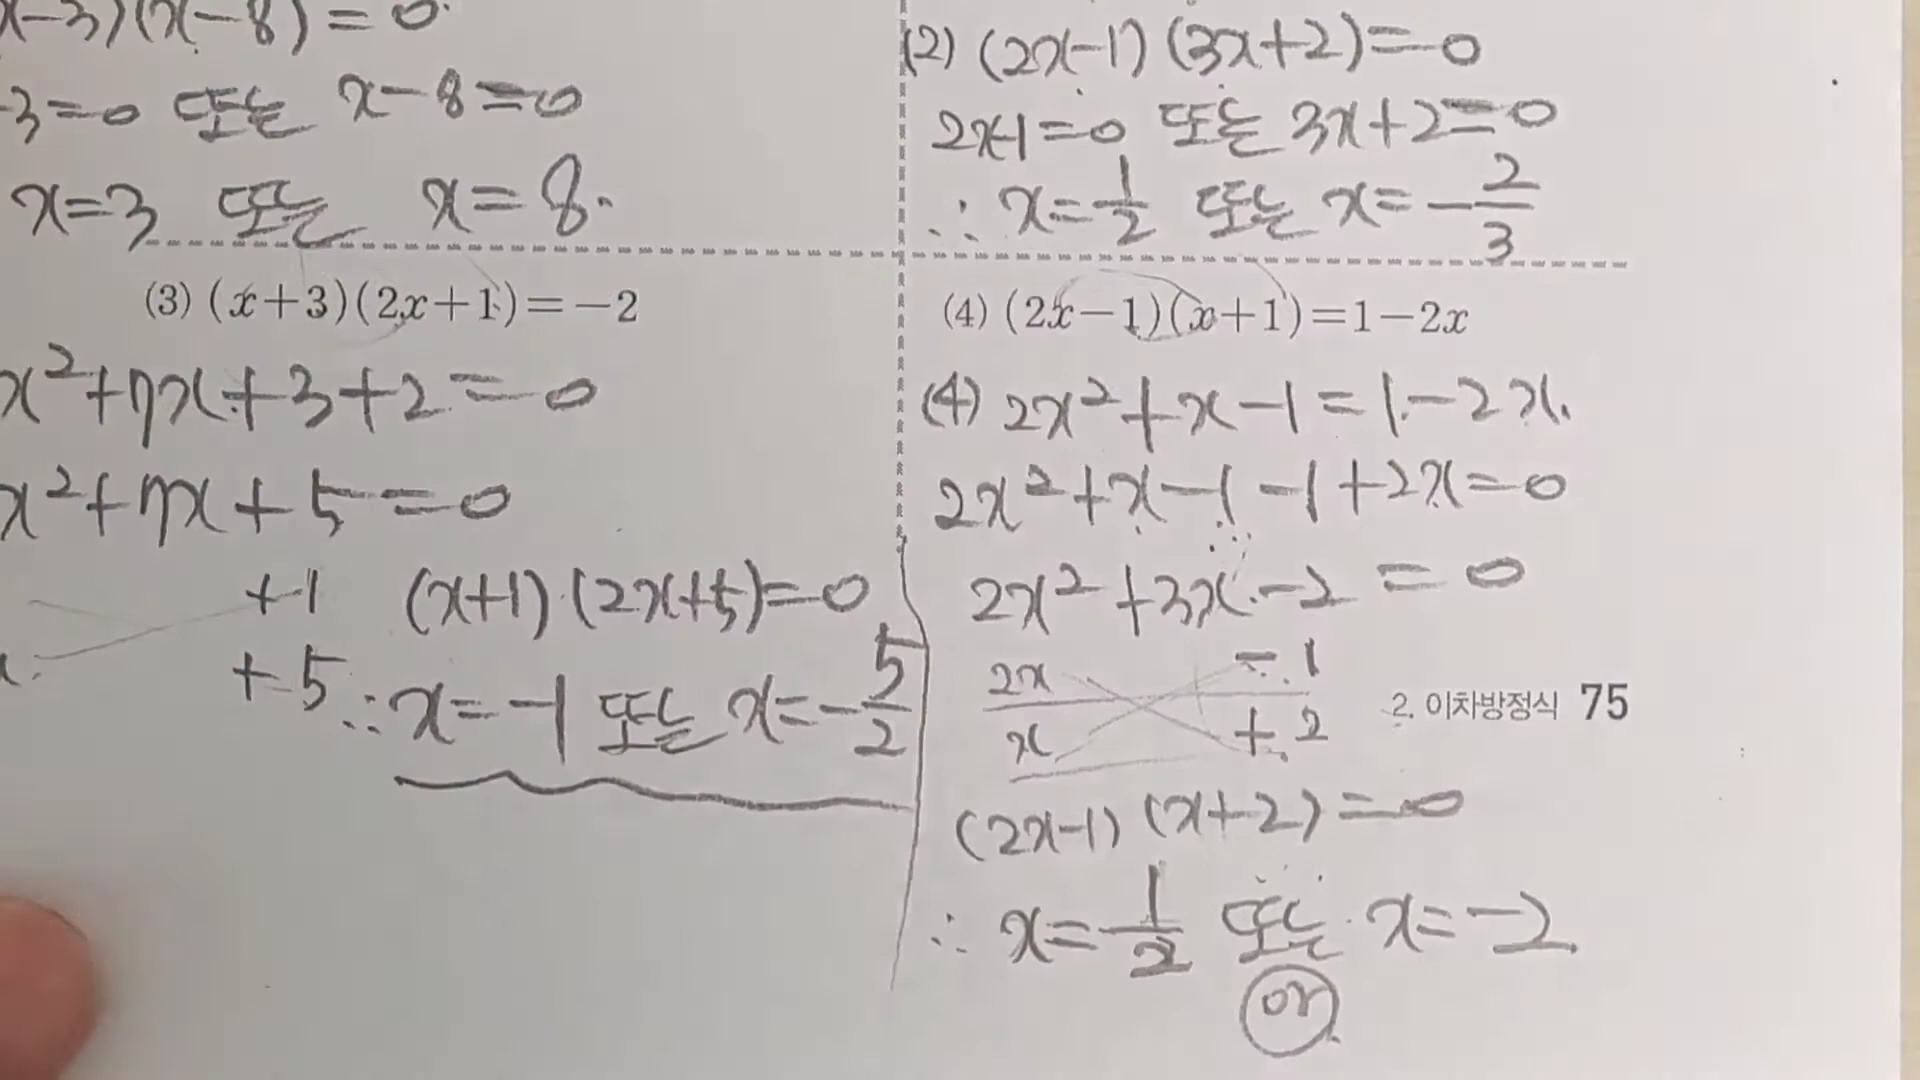 x-3)(x-8)=0.
-3=0 또는 x-8=0
x=3 또는 x=8.
(2) (2x-1)(3x+2)=0
2x-1=0 또는 3x+2=0
∴ x=1/2 또는 x=-2/3
(3) (x+3)(2x+1)=-2
x²+7x+3+2=0
x²+7x+5=0
+1 (x+1)(2x+5)=0
+5 ∴ x=-1 또는 x=-5/2
(4) (2x-1)(x+1)=1-2x
(4) 2x²+x-1=1-2x.
2x²+x-1-1+2x=0
2x²+3x-2=0
2x -1
x +2
(2x-1)(x+2)=0
∴ x=1/2 또는 x=-2.
or
2. 이차방정식 75